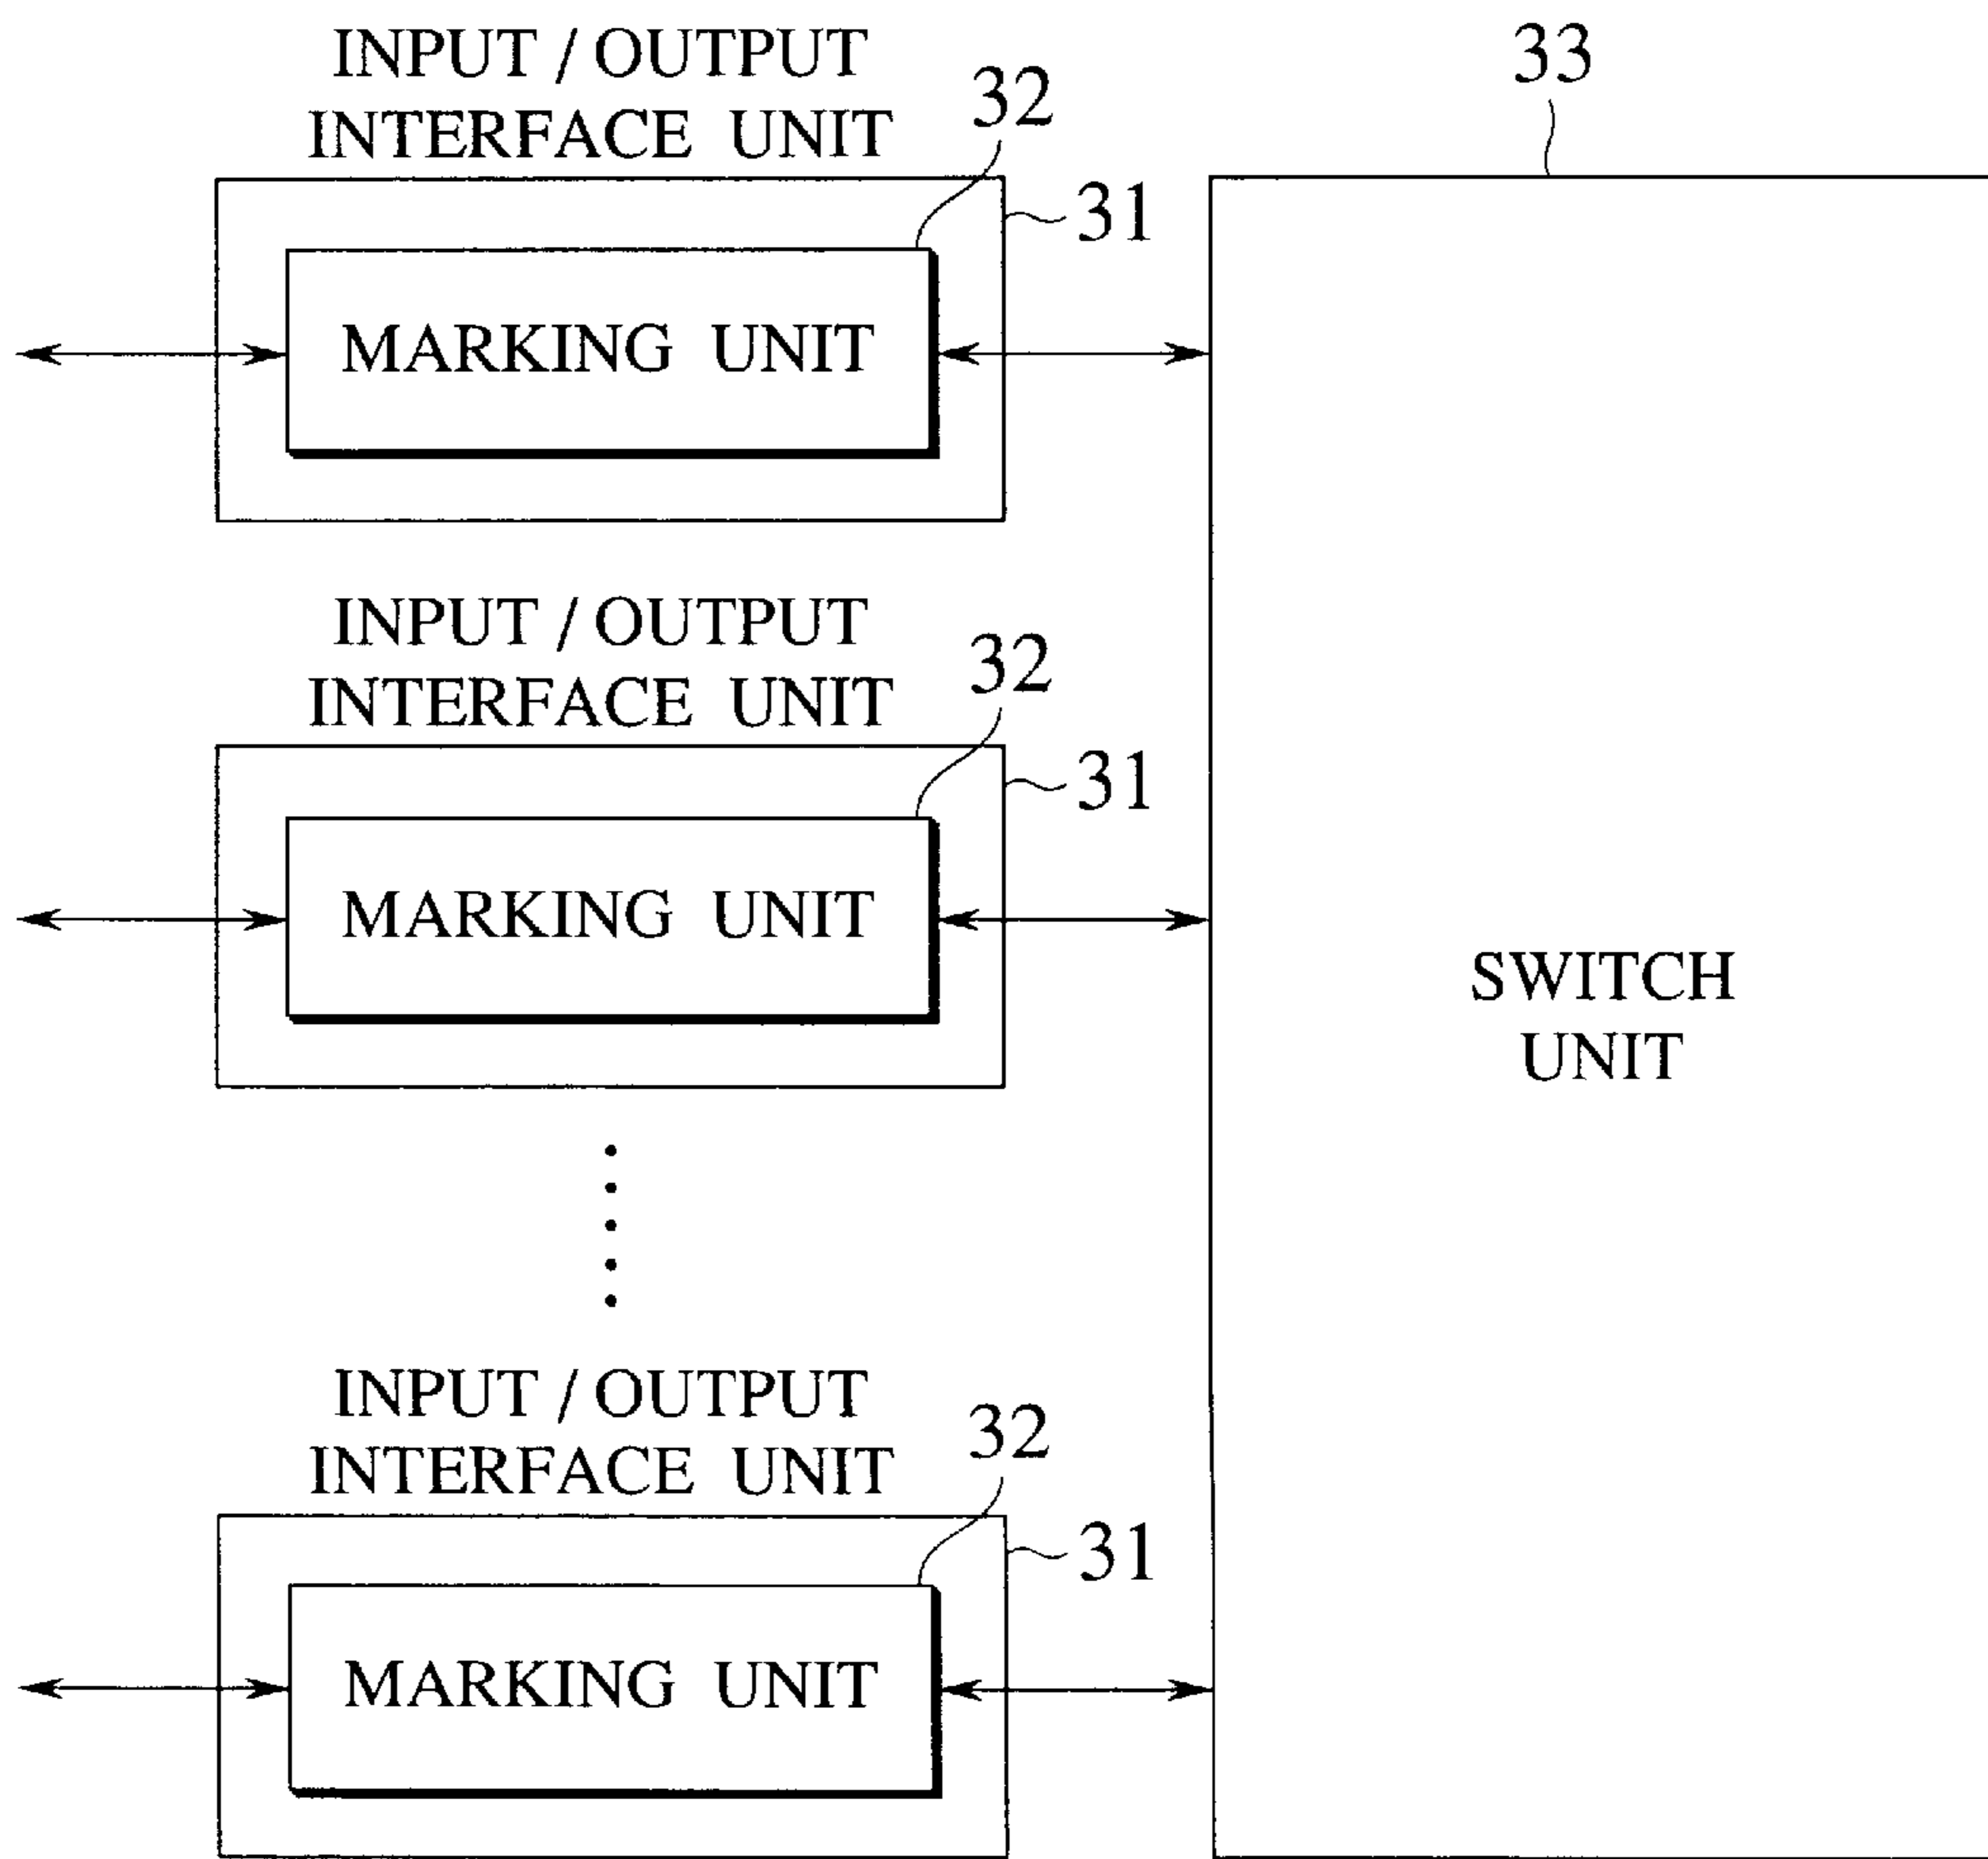 INPUT / OUTPUT
INTERFACE UNIT
32
31
MARKING UNIT
INPUT / OUTPUT
INTERFACE UNIT
32
31
MARKING UNIT
INPUT / OUTPUT
INTERFACE UNIT
32
31
MARKING UNIT
33
SWITCH
UNIT